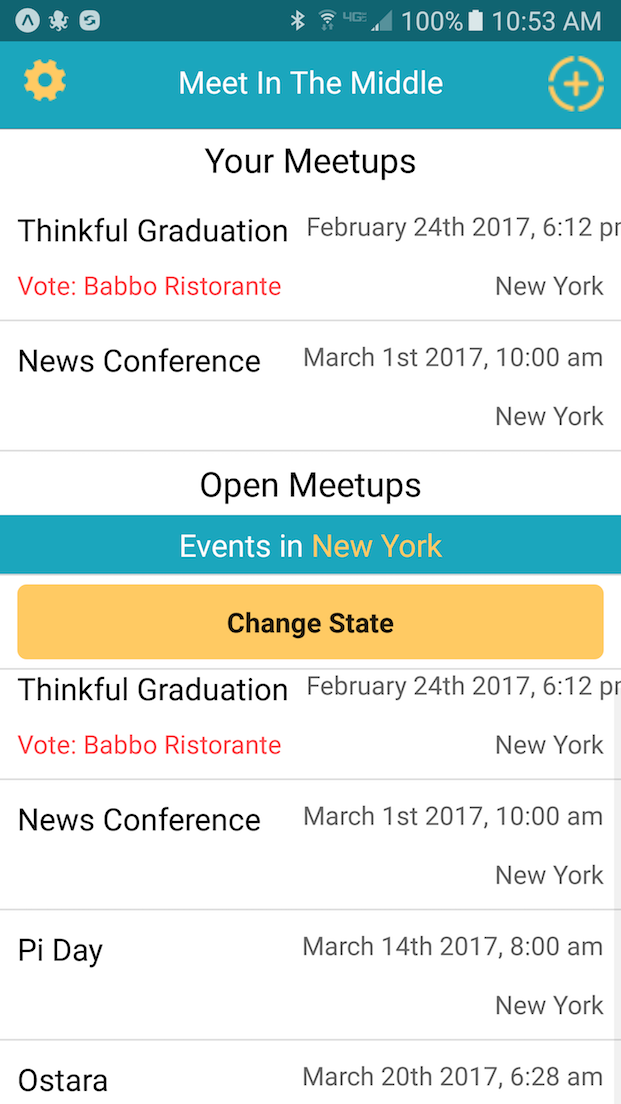 4G LTE 100% 10:53 AM
Meet In The Middle
Your Meetups
Thinkful Graduation February 24th 2017, 6:12 pr
Vote: Babbo Ristorante New York
News Conference March 1st 2017, 10:00 am
New York
Open Meetups
Events in New York
Change State
Thinkful Graduation February 24th 2017, 6:12 pr
Vote: Babbo Ristorante New York
News Conference March 1st 2017, 10:00 am
New York
Pi Day March 14th 2017, 8:00 am
New York
Ostara March 20th 2017, 6:28 am